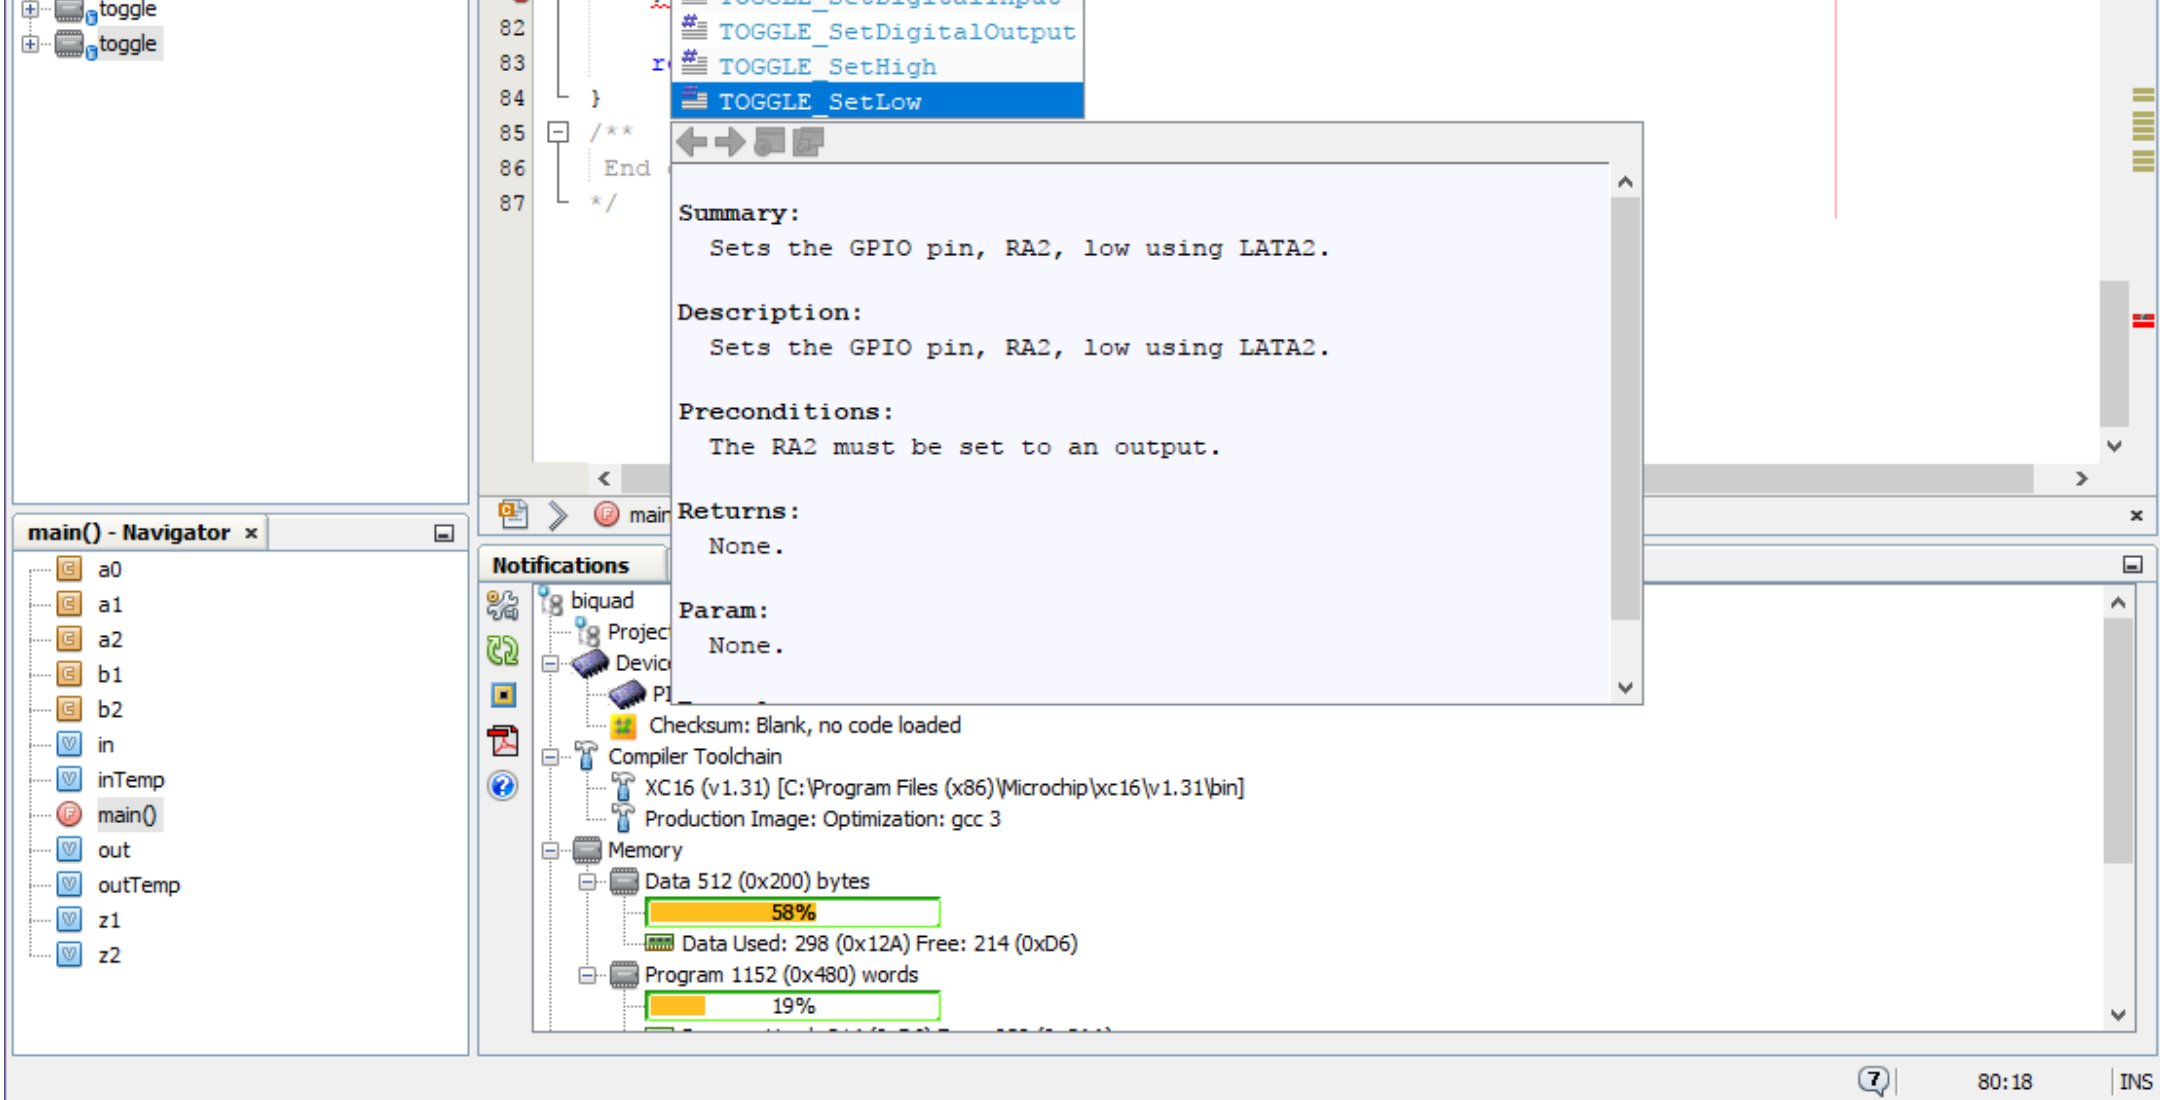 toggle
toggle
82
83
84 }
85 /**
86 End
87 */
TOGGLE_SetDigitalInput
TOGGLE_SetDigitalOutput
TOGGLE_SetHigh
TOGGLE_SetLow
Summary:
Sets the GPIO pin, RA2, low using LATA2.
Description:
Sets the GPIO pin, RA2, low using LATA2.
Preconditions:
The RA2 must be set to an output.
Returns:
None.
Param:
None.
main
main() - Navigator
a0
a1
a2
b1
b2
in
inTemp
main()
out
outTemp
z1
z2
Notifications
biquad
Projec
Devic
Checksum: Blank, no code loaded
Compiler Toolchain
XC16 (v1.31) [C:\Program Files (x86)\Microchip\xc16\v1.31\bin]
Production Image: Optimization: gcc 3
Memory
Data 512 (0x200) bytes
58%
Data Used: 298 (0x12A) Free: 214 (0xD6)
Program 1152 (0x480) words
19%
7
80:18
INS